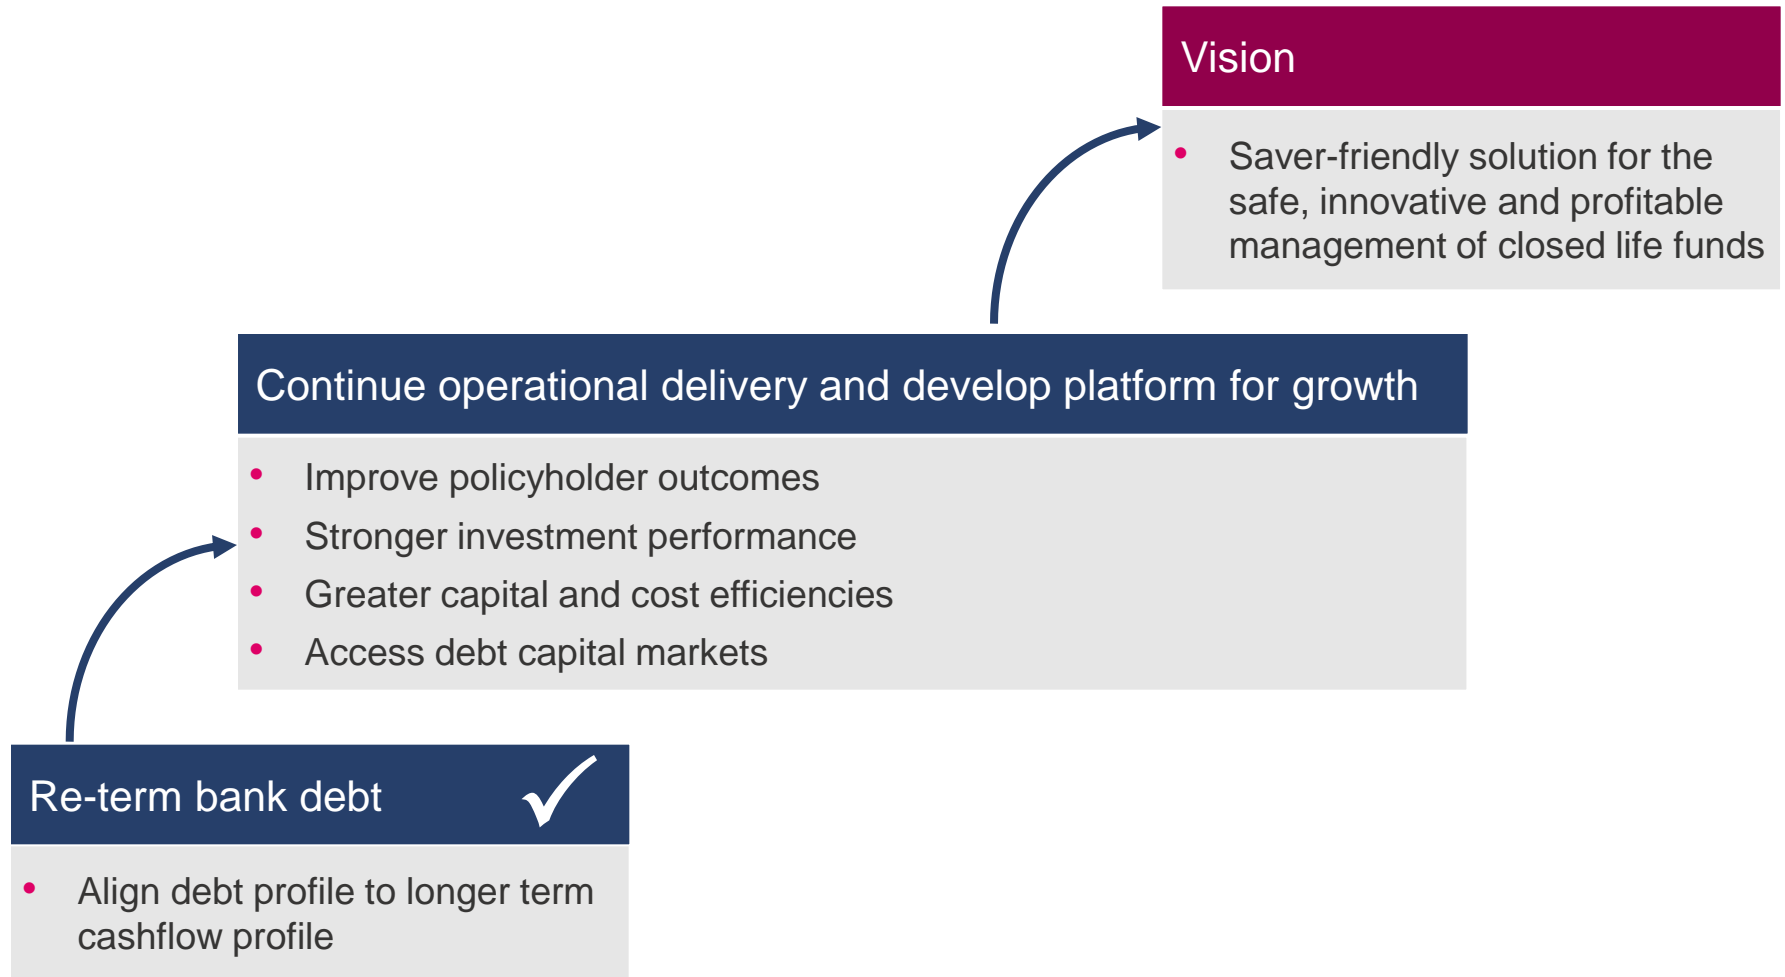 Vision
• Saver-friendly solution for the
safe, innovative and profitable
management of closed life funds
Continue operational delivery and develop platform for growth
• Improve policyholder outcomes
• Stronger investment performance
• Greater capital and cost efficiencies
• Access debt capital markets
Re-term bank debt ✓
• Align debt profile to longer term
cashflow profile